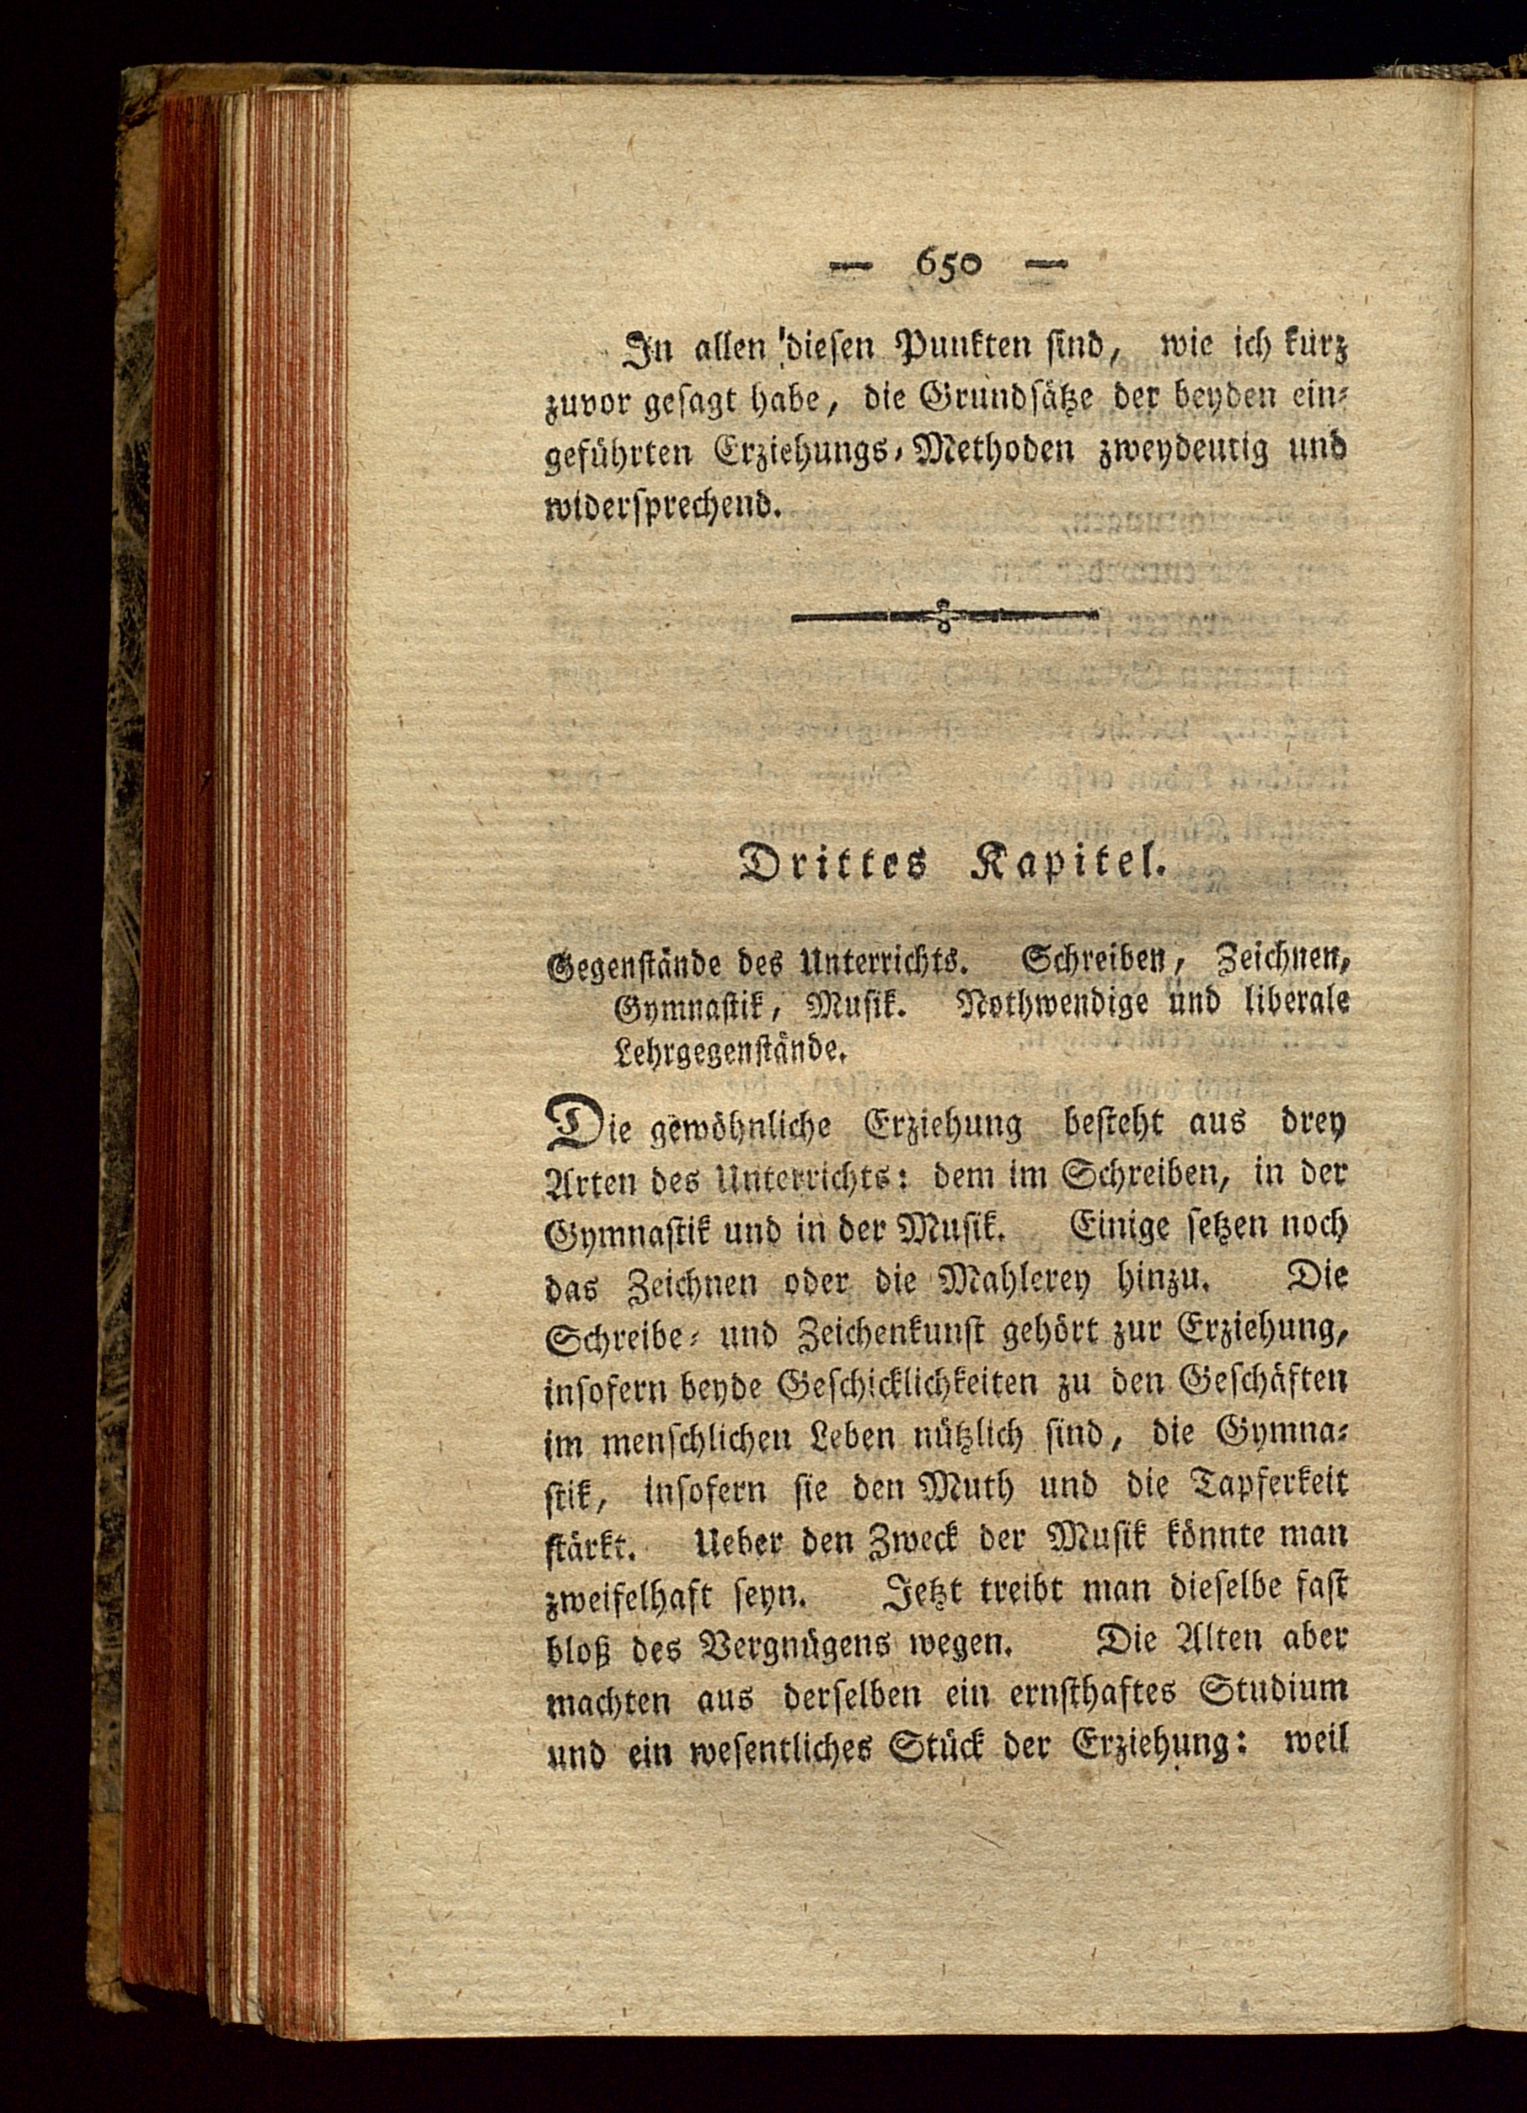 — 650 —
In allen diesen Punkten sind, wie ich kurz
zuvor gesagt habe, die Grundsätze der beyden ein-
geführten Erziehungs-Methoden zweydeutig und
widersprechend.
Drittes Kapitel.
Gegenstände des Unterrichts. Schreiben, Zeichnen,
Gymnastik, Musik. Nothwendige und liberale
Lehrgegenstände.
Die gewöhnliche Erziehung besteht aus drey
Arten des Unterrichts: dem im Schreiben, in der
Gymnastik und in der Musik. Einige setzen noch
das Zeichnen oder die Mahlerey hinzu. Die
Schreibe- und Zeichenkunst gehört zur Erziehung,
insofern beyde Geschicklichkeiten zu den Geschäften
im menschlichen Leben nützlich sind, die Gymna-
stik, insofern sie den Muth und die Tapferkeit
stärkt. Ueber den Zweck der Musik könnte man
zweifelhaft seyn. Jetzt treibt man dieselbe fast
bloß des Vergnügens wegen. Die Alten aber
machten aus derselben ein ernsthaftes Studium
und ein wesentliches Stück der Erziehung: weil